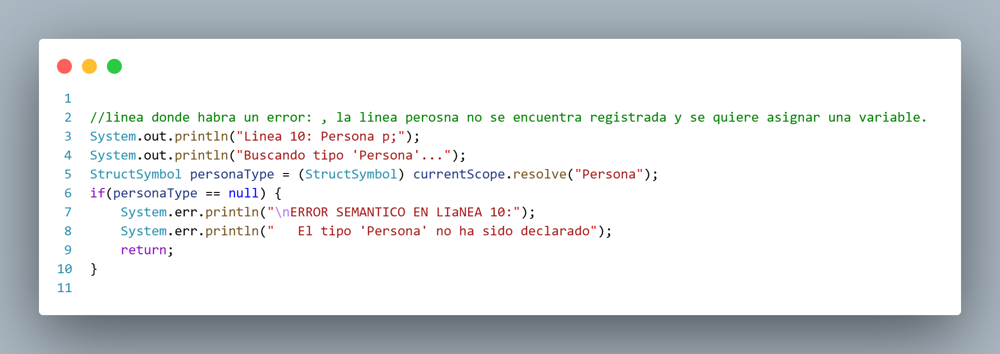 1
2 //linea donde habra un error: , la linea perosna no se encuentra registrada y se quiere asignar una variable.
3 System.out.println("Linea 10: Persona p;");
4 System.out.println("Buscando tipo 'Persona'...");
5 StructSymbol personaType = (StructSymbol) currentScope.resolve("Persona");
6 if(personaType == null) {
7     System.err.println("\nERROR SEMANTICO EN LIaNEA 10:");
8     System.err.println("   El tipo 'Persona' no ha sido declarado");
9     return;
10 }
11